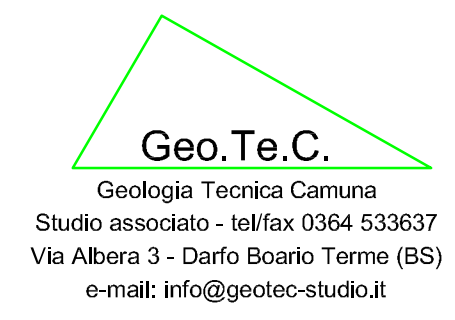 Geo.Te.C.
Geologia Tecnica Camuna
Studio associato - tel/fax 0364 533637
Via Albera 3 - Darfo Boario Terme (BS)
e-mail: info@geotec-studio.it